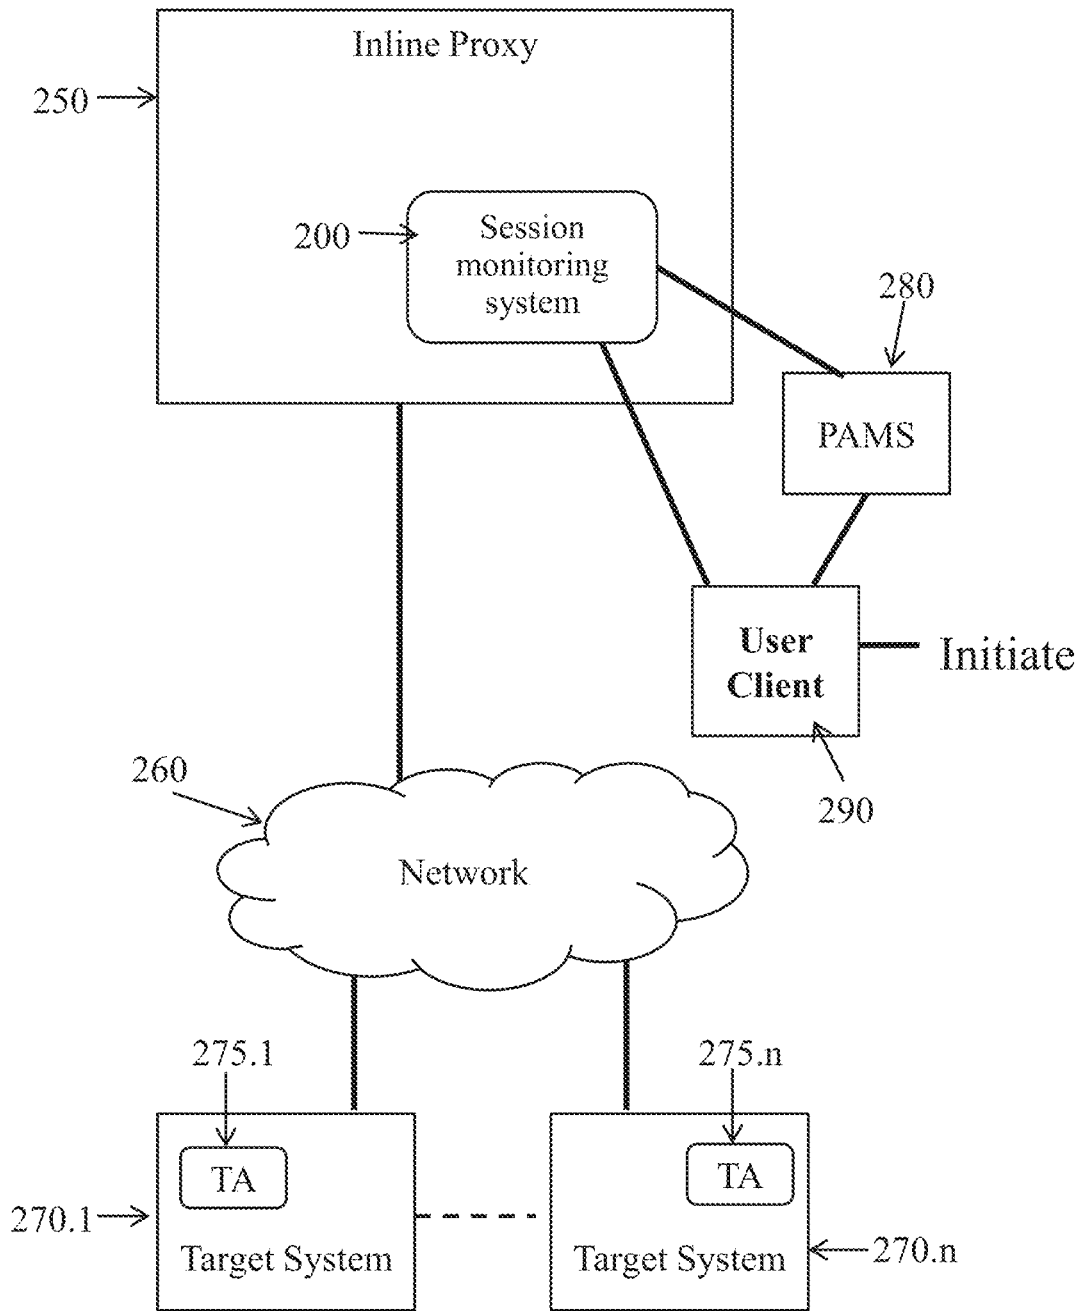 Inline Proxy
250
200
Session
monitoring
system
280
PAMS
User
Client
Initiate
290
260
Network
275.1
275.n
TA
TA
270.1
Target System
Target System
270.n